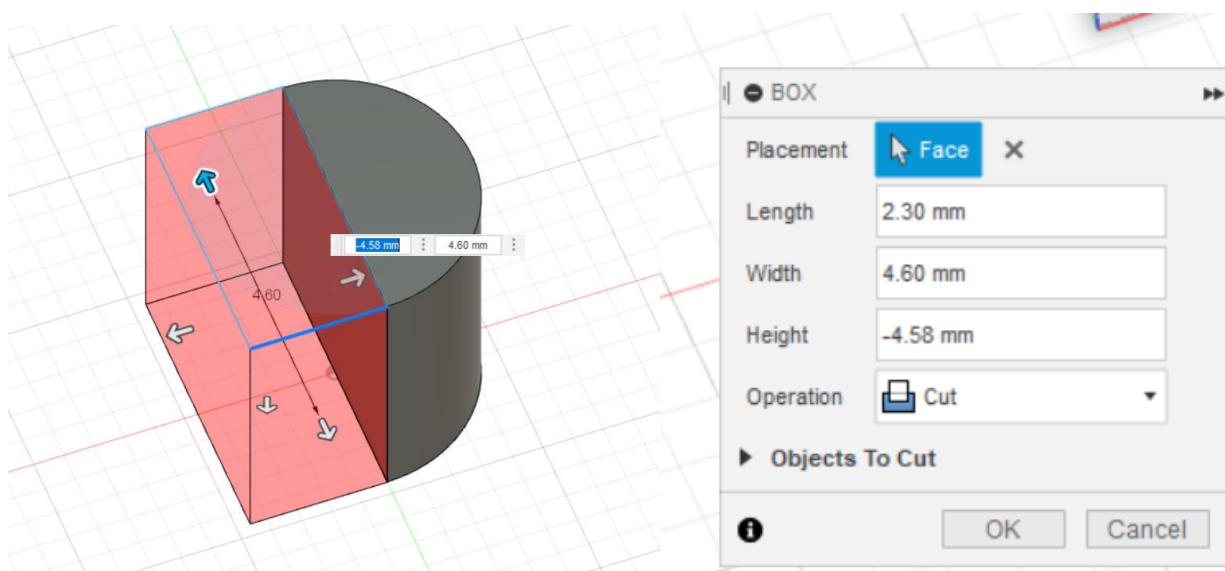 -4.58 mm 4.60 mm
4.60
BOX
Placement Face
Length 2.30 mm
Width 4.60 mm
Height -4.58 mm
Operation Cut
Objects To Cut
OK Cancel